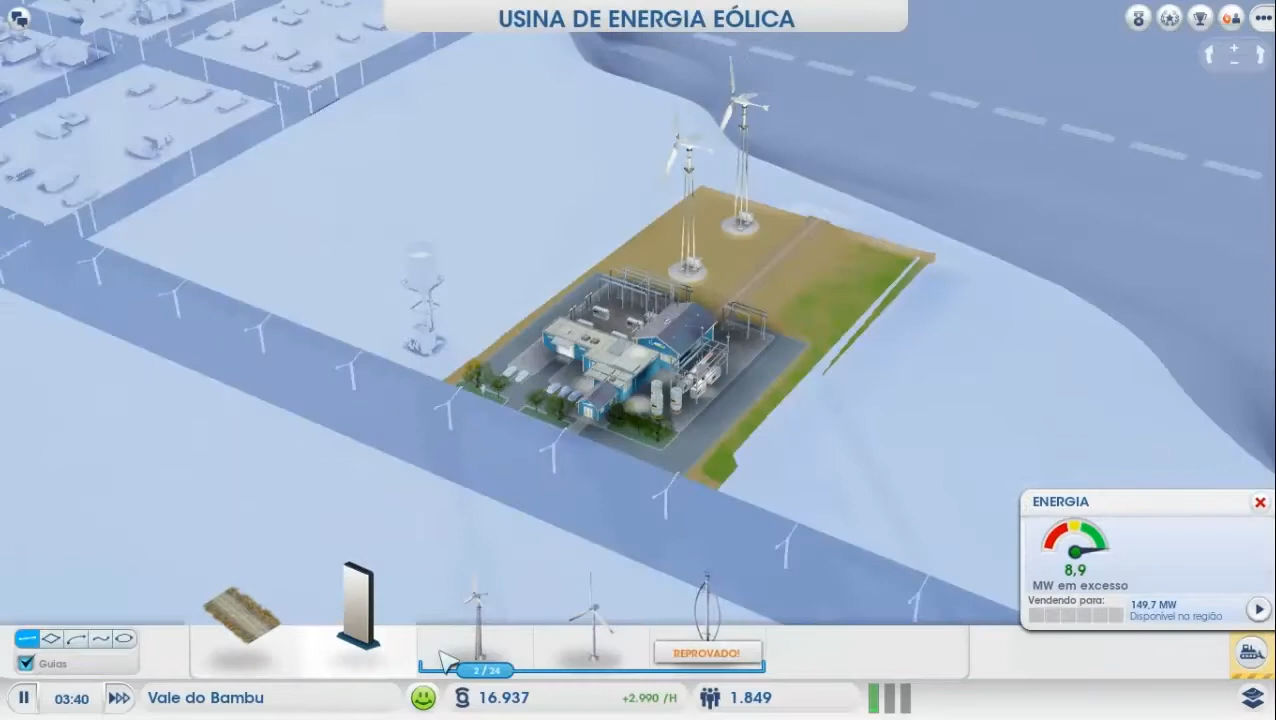 USINA DE ENERGIA EÓLICA
ENERGIA
8,9
MW em excesso
Vendendo para:
149,7 MW
Disponível na região
REPROVADO!
2 / 24
Guias
03:40
Vale do Bambu
16.937
+2.990 /H
1.849